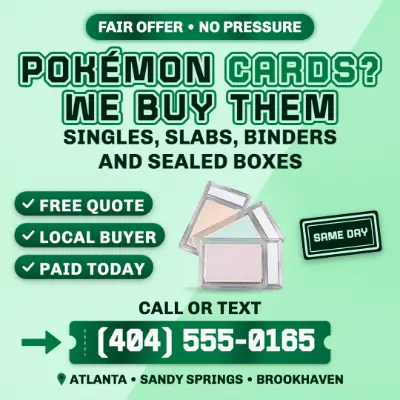 FAIR OFFER • NO PRESSURE
POKÉMON CARDS?
WE BUY THEM
SINGLES, SLABS, BINDERS
AND SEALED BOXES
FREE QUOTE
LOCAL BUYER
PAID TODAY
SAME DAY
CALL OR TEXT
(404) 555-0165
ATLANTA • SANDY SPRINGS • BROOKHAVEN